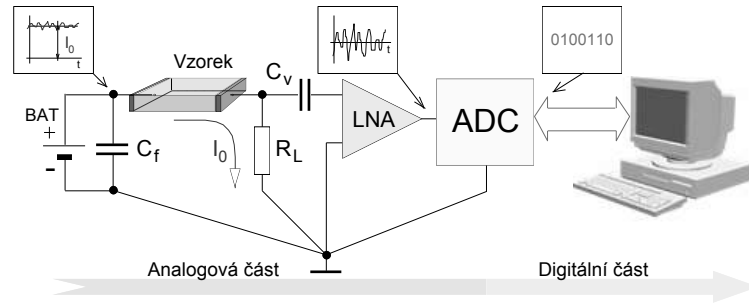 I0
t
Vzorek
Cv
t
0100110
BAT
+
-
Cf
I0
RL
LNA
ADC
Analogová část
Digitální část